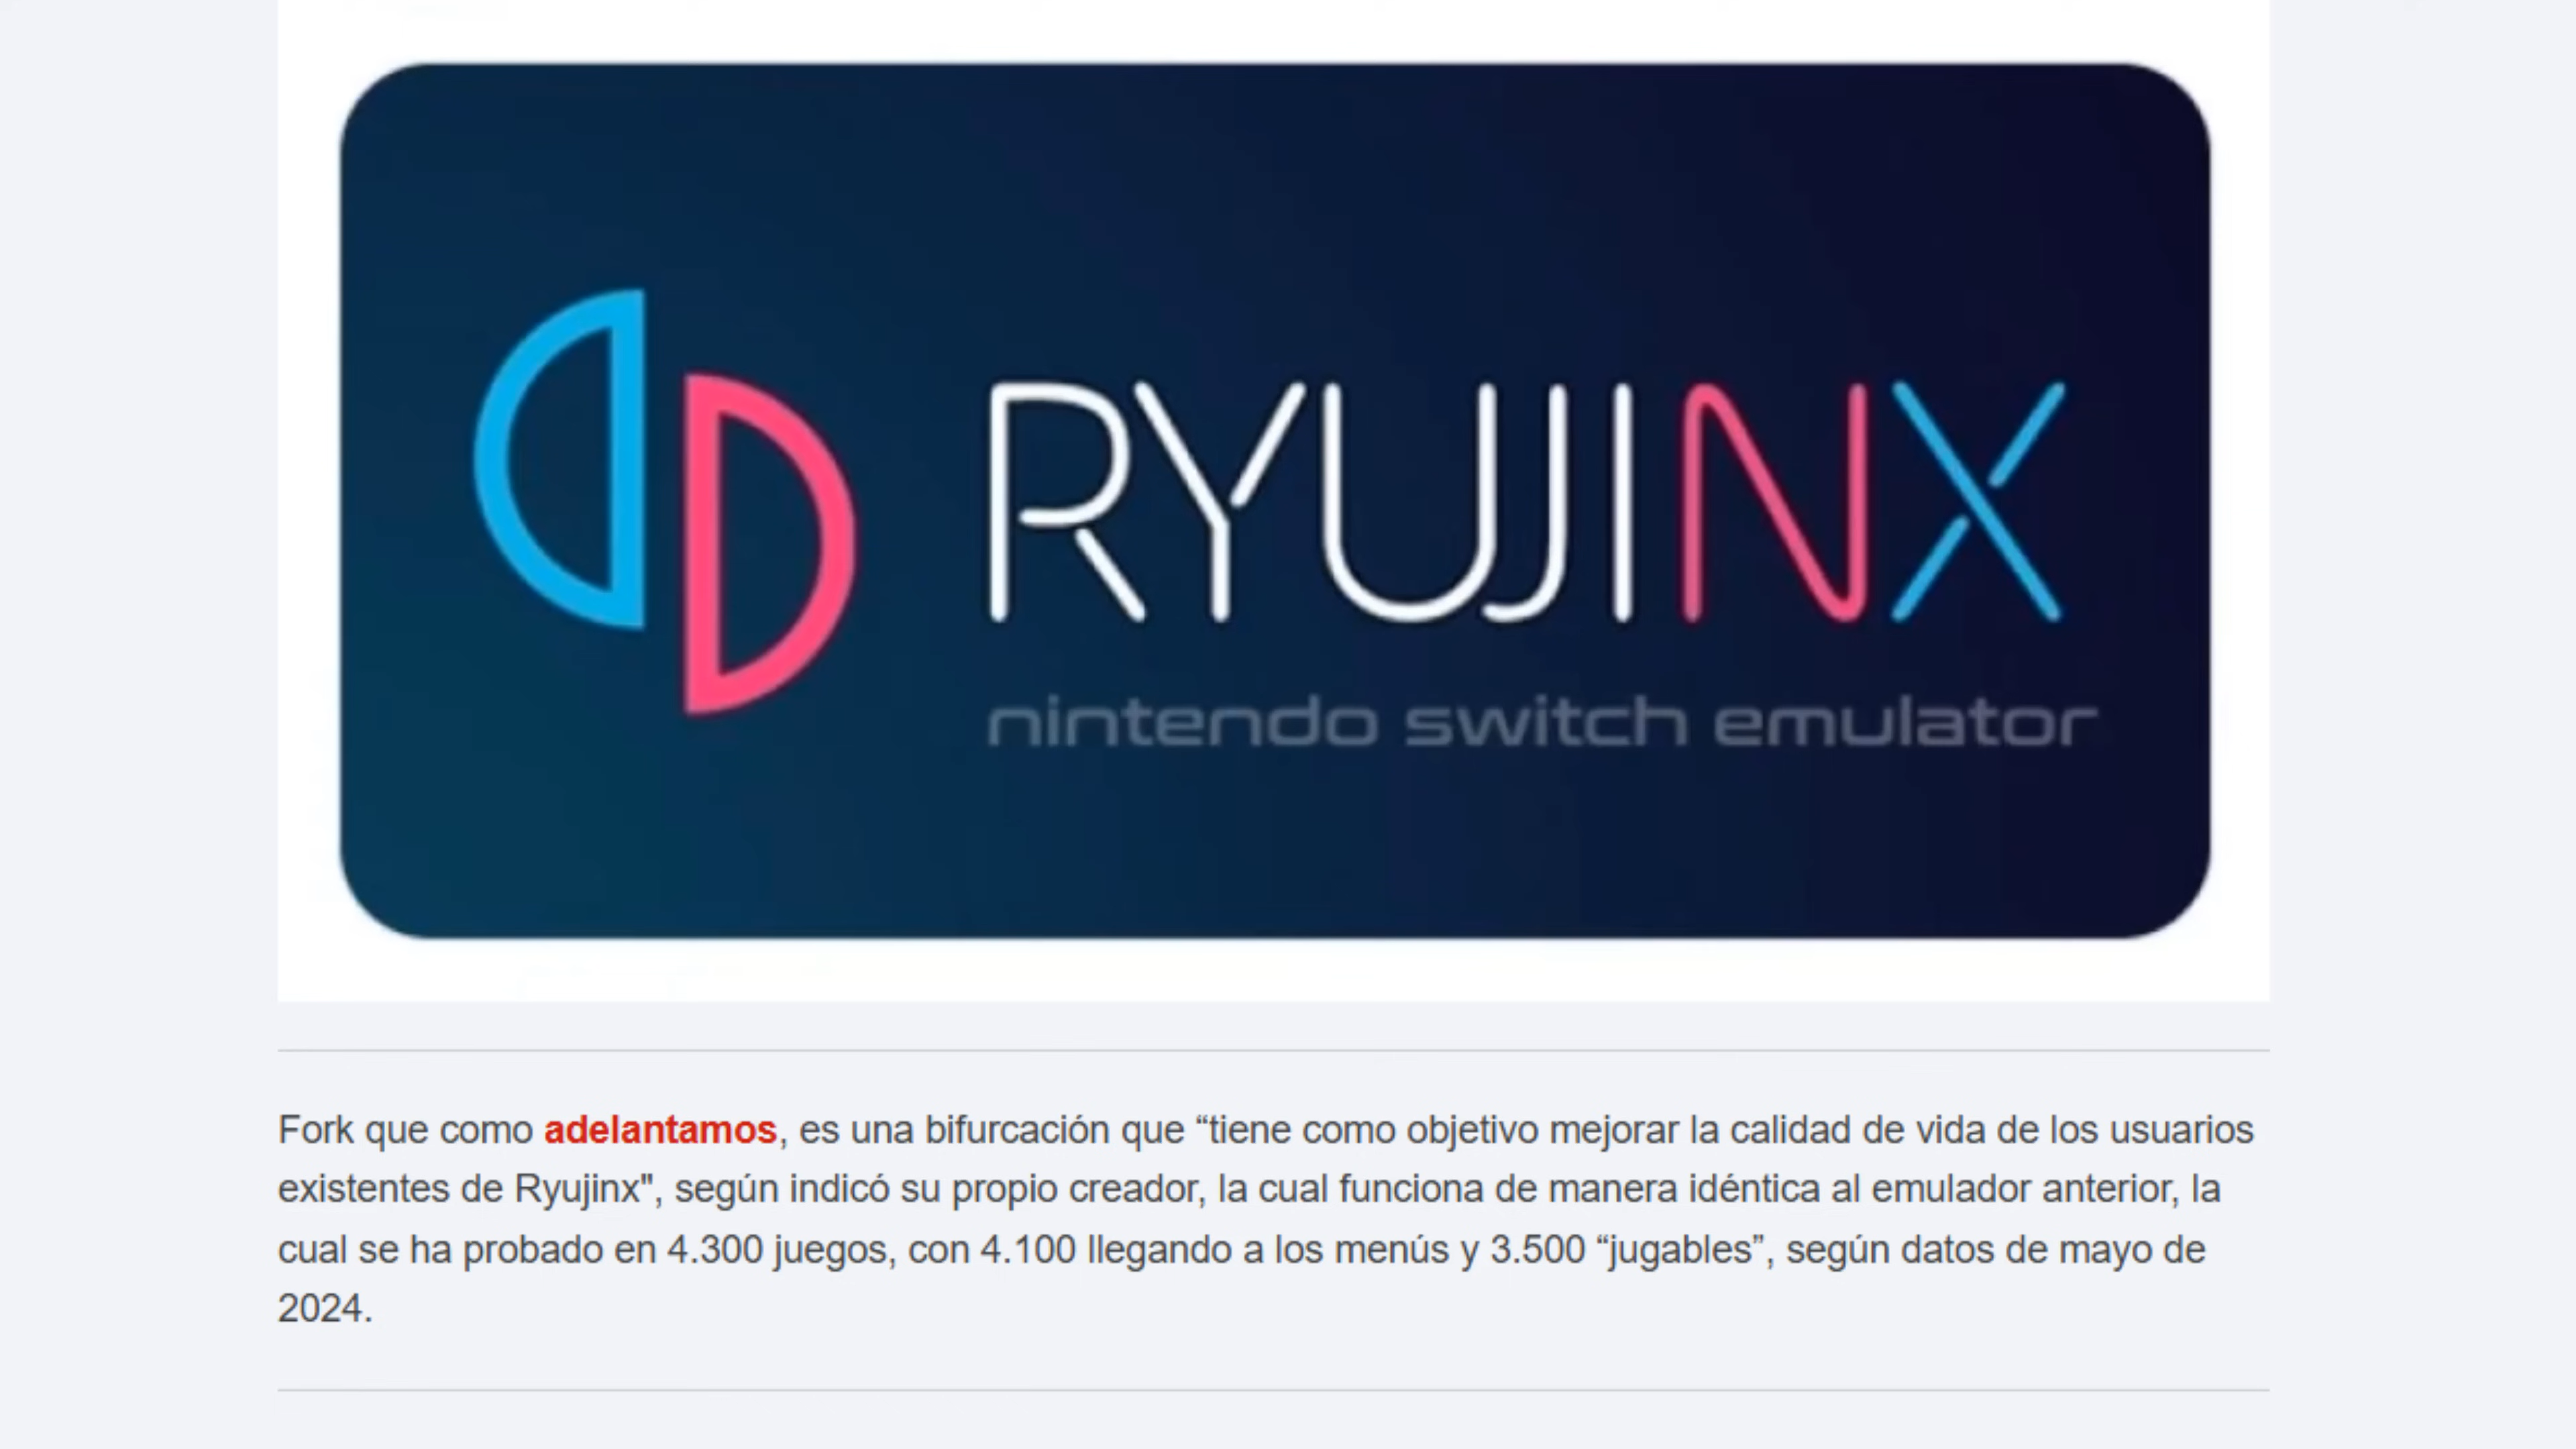 RYUJINX
nintendo switch emulator
Fork que como adelantamos, es una bifurcación que “tiene como objetivo mejorar la calidad de vida de los usuarios
existentes de Ryujinx", según indicó su propio creador, la cual funciona de manera idéntica al emulador anterior, la
cual se ha probado en 4.300 juegos, con 4.100 llegando a los menús y 3.500 “jugables”, según datos de mayo de
2024.